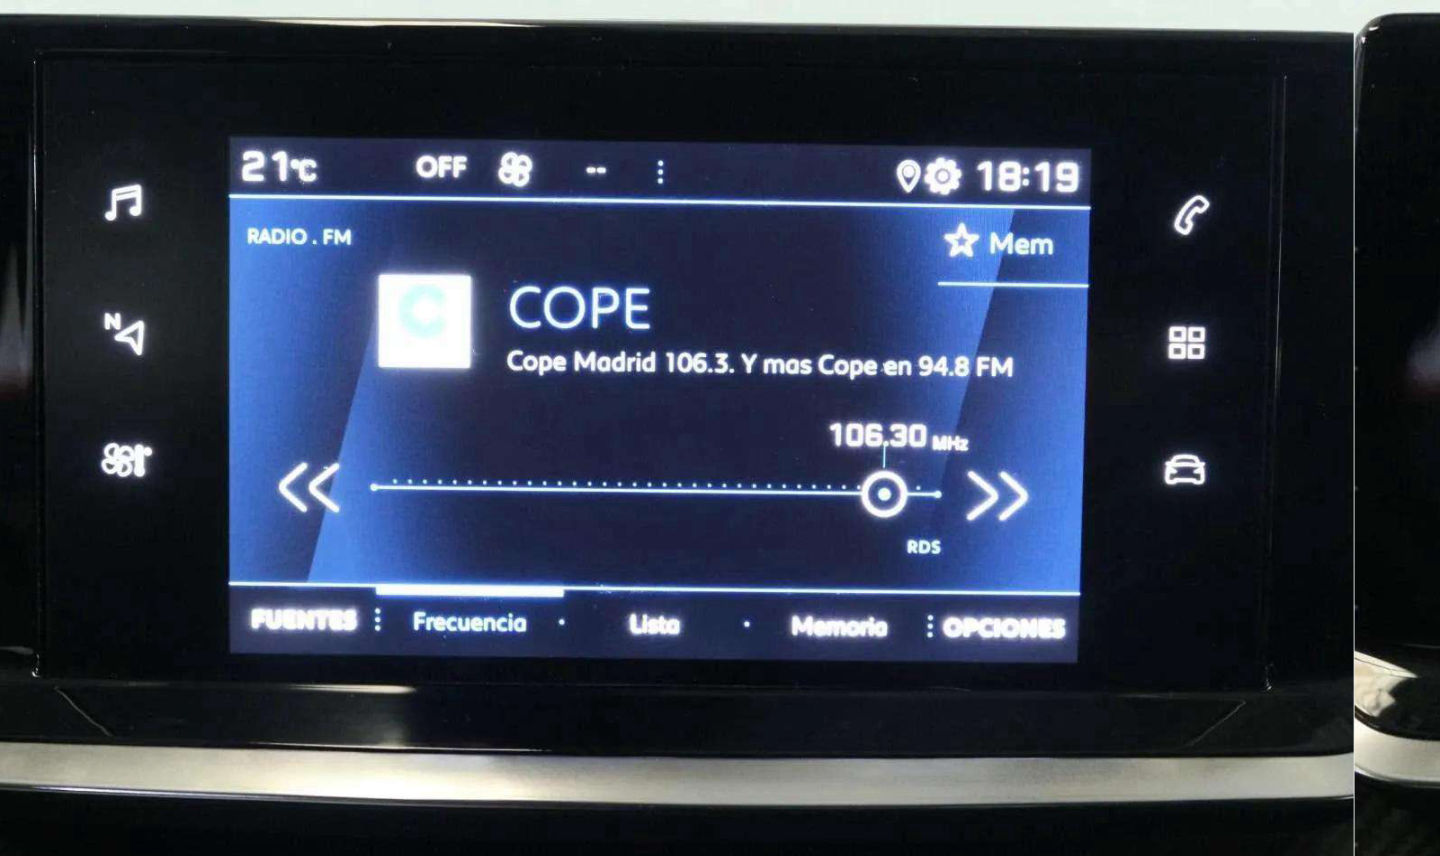 21°C OFF -- 18:19
RADIO . FM
Mem
COPE
Cope Madrid 106.3. Y mas Cope en 94.8 FM
106.30 MHz
RDS
FUENTES Frecuencia Lista Memoria OPCIONES
N